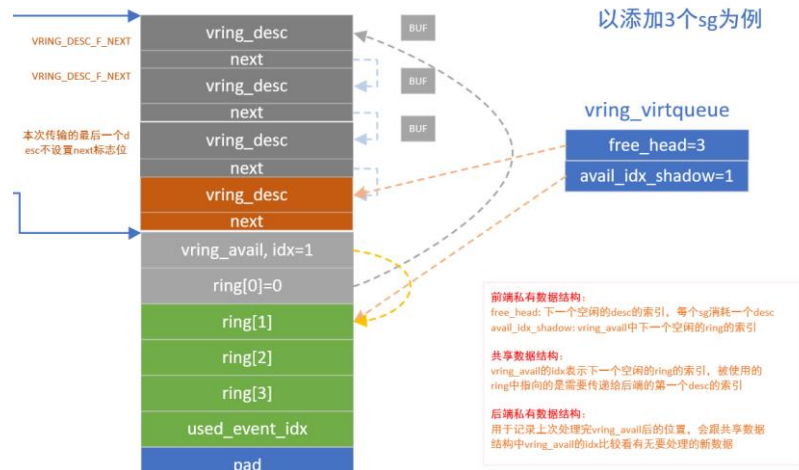 以添加3个sg为例
VRING_DESC_F_NEXT
VRING_DESC_F_NEXT
本次传输的最后一个d
esc不设置next标志位
vring_desc
next
vring_desc
next
vring_desc
next
vring_desc
next
vring_avail, idx=1
ring[0]=0
ring[1]
ring[2]
ring[3]
used_event_idx
pad
BUF
BUF
BUF
vring_virtqueue
free_head=3
avail_idx_shadow=1
前端私有数据结构：
free_head: 下一个空闲的desc的索引，每个sg消耗一个desc
avail_idx_shadow: vring_avail中下一个空闲的ring的索引
共享数据结构：
vring_avail的idx表示下一个空闲的ring的索引，被使用的
ring中指向的是需要传递给后端的第一个desc的索引
后端私有数据结构：
用于记录上次处理完vring_avail后的位置，会跟共享数据
结构中vring_avail的idx比较看有无要处理的新数据